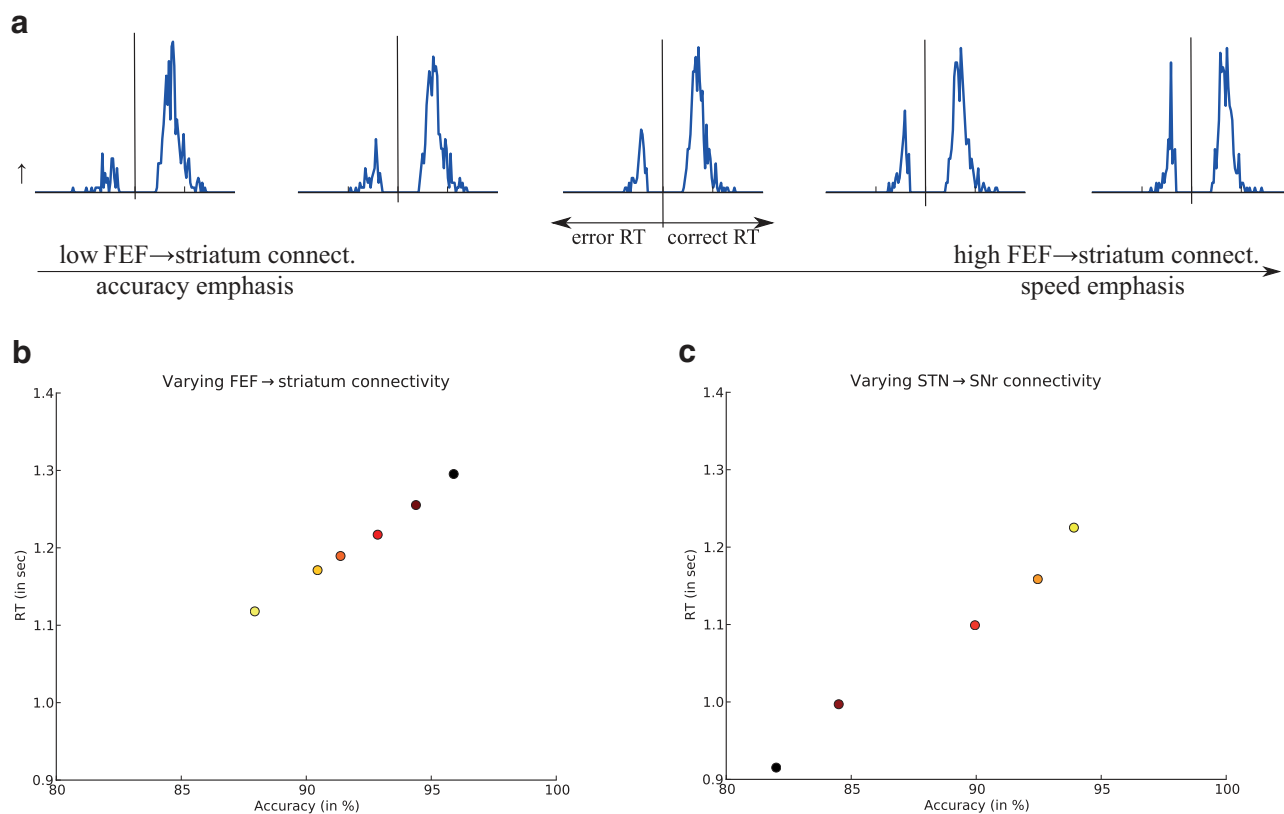 a
↑
error RT
correct RT
low FEF→striatum connect.
high FEF→striatum connect.
accuracy emphasis
speed emphasis
b
Varying FEF→striatum connectivity
1.4
1.3
1.2
1.1
1.0
0.9
RT (in sec)
80
85
90
95
100
Accuracy (in %)
c
Varying STN→SNr connectivity
1.4
1.3
1.2
1.1
1.0
0.9
RT (in sec)
80
85
90
95
100
Accuracy (in %)